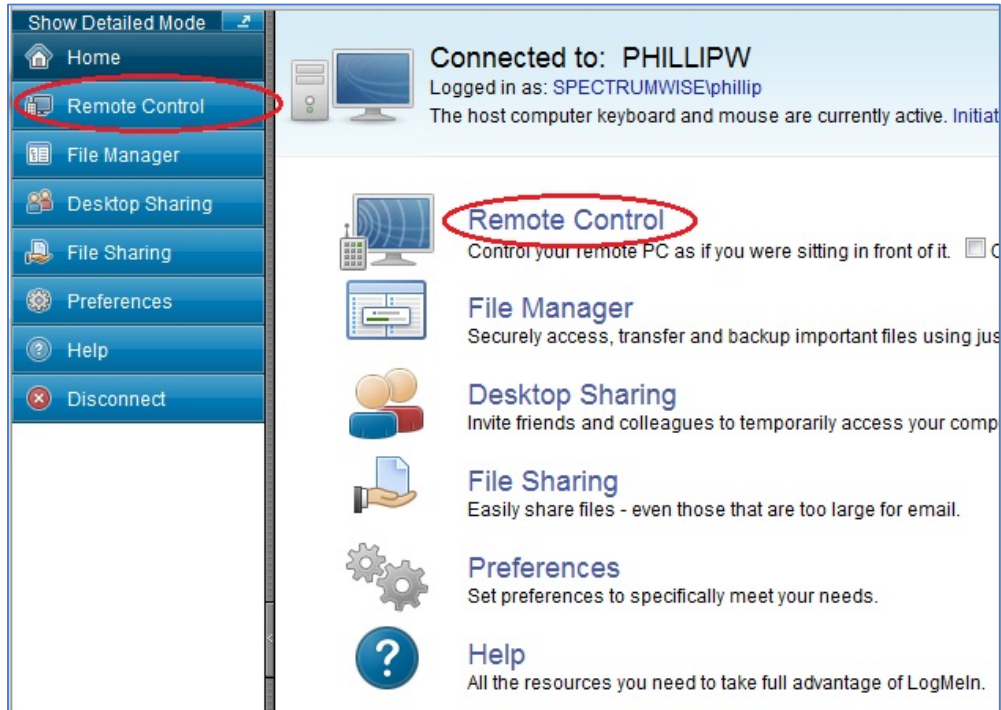 Show Detailed Mode
Home
Remote Control
File Manager
Desktop Sharing
File Sharing
Preferences
Help
Disconnect
Connected to: PHILLIPW
Logged in as: SPECTRUMWISE\phillip
The host computer keyboard and mouse are currently active.
Remote Control
Control your remote PC as if you were sitting in front of it.
File Manager
Securely access, transfer and backup important files using
Desktop Sharing
Invite friends and colleagues to temporarily access your
File Sharing
Easily share files - even those that are too large for email.
Preferences
Set preferences to specifically meet your needs.
Help
All the resources you need to take full advantage of LogMeIn.